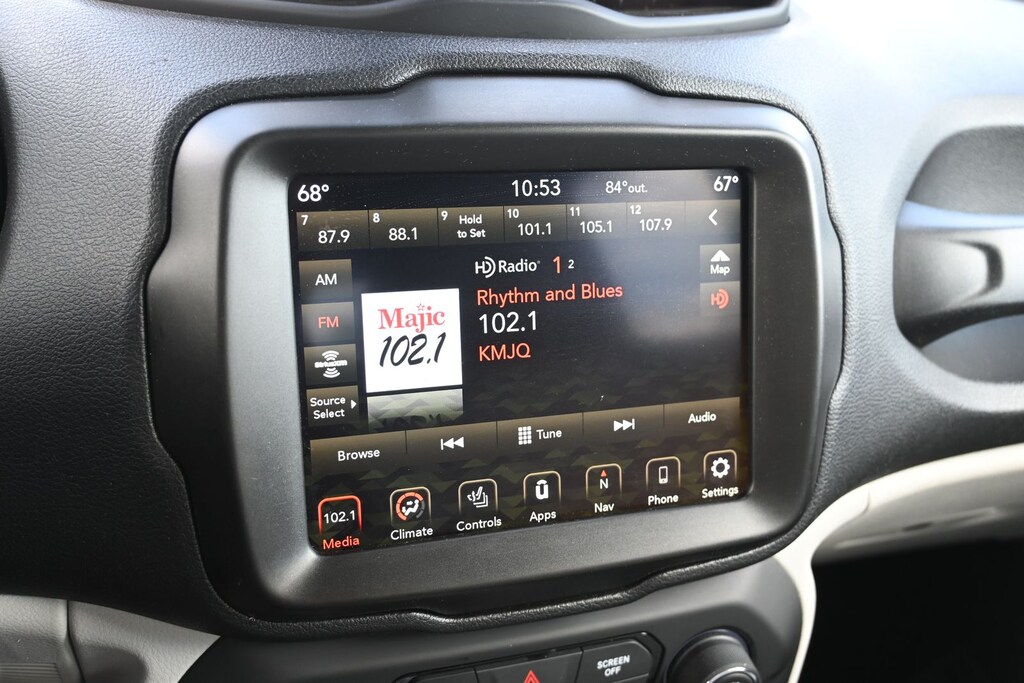 68° 10:53 84°out. 67°
7 87.9 8 88.1 9 Hold to Set 10 101.1 11 105.1 12 107.9
AM
FM
SiriusXM
Source
Select
Majic
102.1
HD Radio® 1 2
Rhythm and Blues
102.1
KMJQ
Map
HD
Browse Tune Audio
102.1
Media
Climate
Controls
Apps
N
Nav
Phone
Settings
SCREEN
OFF